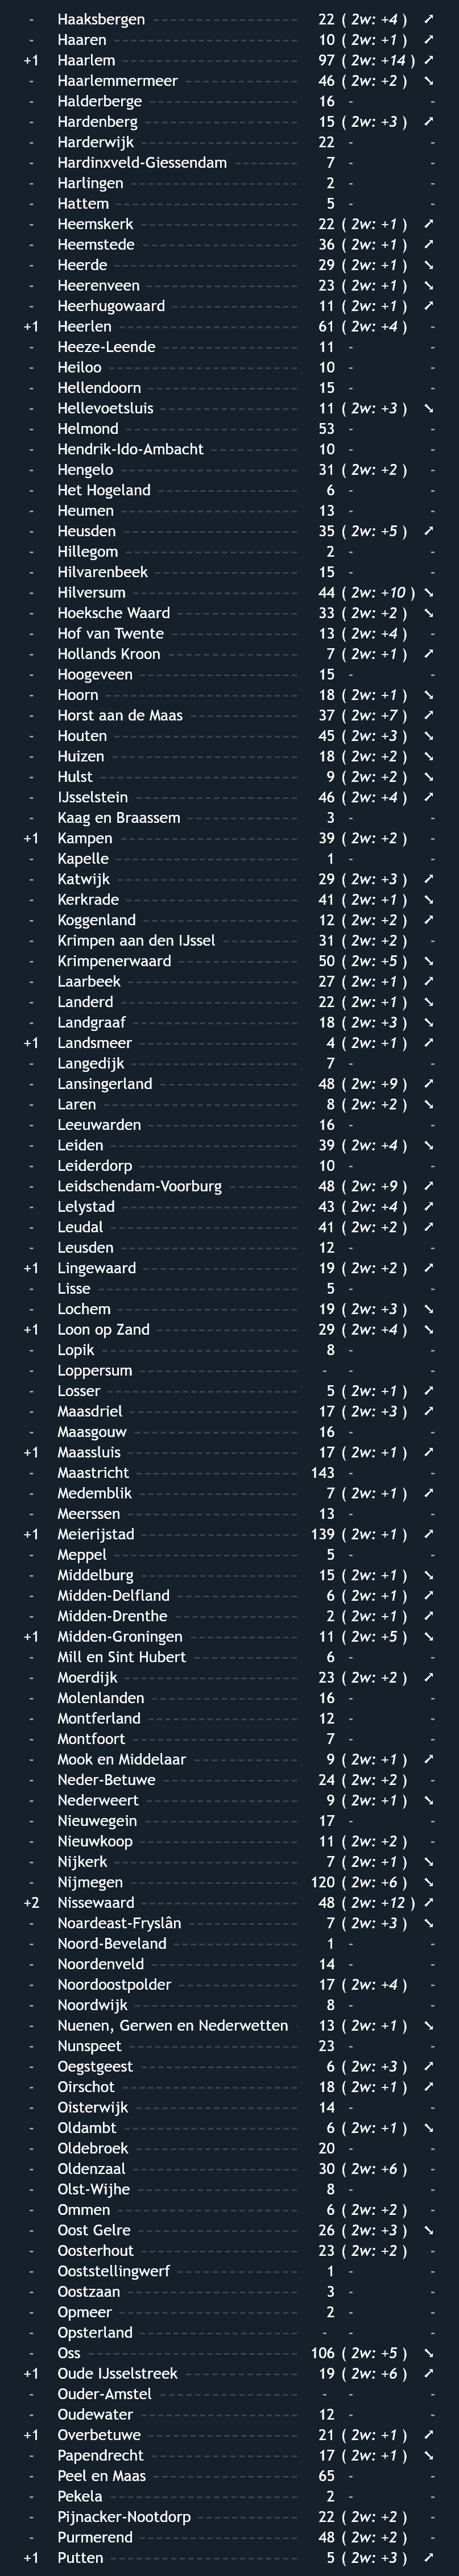 - Haaksbergen 22 ( 2w: +4 ) ↗
- Haaren 10 ( 2w: +1 ) ↗
+1 Haarlem 97 ( 2w: +14 ) ↗
- Haarlemmermeer 46 ( 2w: +2 ) ↘
- Halderberge 16 - -
- Hardenberg 15 ( 2w: +3 ) ↗
- Harderwijk 22 - -
- Hardinxveld-Giessendam 7 - -
- Harlingen 2 - -
- Hattem 5 - -
- Heemskerk 22 ( 2w: +1 ) ↗
- Heemstede 36 ( 2w: +1 ) ↗
- Heerde 29 ( 2w: +1 ) ↘
- Heerenveen 23 ( 2w: +1 ) ↘
- Heerhugowaard 11 ( 2w: +1 ) ↗
+1 Heerlen 61 ( 2w: +4 ) -
- Heeze-Leende 11 - -
- Heiloo 10 - -
- Hellendoorn 15 - -
- Hellevoetsluis 11 ( 2w: +3 ) ↘
- Helmond 53 - -
- Hendrik-Ido-Ambacht 10 - -
- Hengelo 31 ( 2w: +2 ) -
- Het Hogeland 6 - -
- Heumen 13 - -
- Heusden 35 ( 2w: +5 ) ↗
- Hillegom 2 - -
- Hilvarenbeek 15 - -
- Hilversum 44 ( 2w: +10 ) ↘
- Hoeksche Waard 33 ( 2w: +2 ) ↘
- Hof van Twente 13 ( 2w: +4 ) -
- Hollands Kroon 7 ( 2w: +1 ) ↗
- Hoogeveen 15 - -
- Hoorn 18 ( 2w: +1 ) ↘
- Horst aan de Maas 37 ( 2w: +7 ) ↗
- Houten 45 ( 2w: +3 ) ↘
- Huizen 18 ( 2w: +2 ) ↘
- Hulst 9 ( 2w: +2 ) ↘
- IJsselstein 46 ( 2w: +4 ) ↗
- Kaag en Braassem 3 - -
+1 Kampen 39 ( 2w: +2 ) -
- Kapelle 1 - -
- Katwijk 29 ( 2w: +3 ) ↗
- Kerkrade 41 ( 2w: +1 ) ↘
- Koggenland 12 ( 2w: +2 ) ↗
- Krimpen aan den IJssel 31 ( 2w: +2 ) -
- Krimpenerwaard 50 ( 2w: +5 ) ↘
- Laarbeek 27 ( 2w: +1 ) ↗
- Landerd 22 ( 2w: +1 ) ↘
- Landgraaf 18 ( 2w: +3 ) ↘
+1 Landsmeer 4 ( 2w: +1 ) ↗
- Langedijk 7 - -
- Lansingerland 48 ( 2w: +9 ) ↗
- Laren 8 ( 2w: +2 ) ↘
- Leeuwarden 16 - -
- Leiden 39 ( 2w: +4 ) ↘
- Leiderdorp 10 - -
- Leidschendam-Voorburg 48 ( 2w: +9 ) ↗
- Lelystad 43 ( 2w: +4 ) ↗
- Leudal 41 ( 2w: +2 ) ↗
- Leusden 12 - -
+1 Lingewaard 19 ( 2w: +2 ) ↗
- Lisse 5 - -
- Lochem 19 ( 2w: +3 ) ↘
+1 Loon op Zand 29 ( 2w: +4 ) ↘
- Lopik 8 - -
- Loppersum - - -
- Losser 5 ( 2w: +1 ) ↗
- Maasdriel 17 ( 2w: +3 ) ↗
- Maasgouw 16 - -
+1 Maassluis 17 ( 2w: +1 ) ↗
- Maastricht 143 - -
- Medemblik 7 ( 2w: +1 ) ↗
- Meerssen 13 - -
+1 Meierijstad 139 ( 2w: +1 ) ↗
- Meppel 5 - -
- Middelburg 15 ( 2w: +1 ) ↘
- Midden-Delfland 6 ( 2w: +1 ) ↗
- Midden-Drenthe 2 ( 2w: +1 ) ↗
+1 Midden-Groningen 11 ( 2w: +5 ) ↘
- Mill en Sint Hubert 6 - -
- Moerdijk 23 ( 2w: +2 ) ↗
- Molenlanden 16 - -
- Montferland 12 - -
- Montfoort 7 - -
- Mook en Middelaar 9 ( 2w: +1 ) ↗
- Neder-Betuwe 24 ( 2w: +2 ) -
- Nederweert 9 ( 2w: +1 ) ↘
- Nieuwegein 17 - -
- Nieuwkoop 11 ( 2w: +2 ) -
- Nijkerk 7 ( 2w: +1 ) ↘
- Nijmegen 120 ( 2w: +6 ) ↘
+2 Nissewaard 48 ( 2w: +12 ) ↗
- Noardeast-Fryslân 7 ( 2w: +3 ) ↘
- Noord-Beveland 1 - -
- Noordenveld 14 - -
- Noordoostpolder 17 ( 2w: +4 ) -
- Noordwijk 8 - -
- Nuenen, Gerwen en Nederwetten 13 ( 2w: +1 ) ↘
- Nunspeet 23 - -
- Oegstgeest 6 ( 2w: +3 ) ↗
- Oirschot 18 ( 2w: +1 ) ↗
- Oisterwijk 14 - -
- Oldambt 6 ( 2w: +1 ) ↘
- Oldebroek 20 - -
- Oldenzaal 30 ( 2w: +6 ) -
- Olst-Wijhe 8 - -
- Ommen 6 ( 2w: +2 ) -
- Oost Gelre 26 ( 2w: +3 ) ↘
- Oosterhout 23 ( 2w: +2 ) -
- Ooststellingwerf 1 - -
- Oostzaan 3 - -
- Opmeer 2 - -
- Opsterland - - -
- Oss 106 ( 2w: +5 ) ↘
+1 Oude IJsselstreek 19 ( 2w: +6 ) ↗
- Ouder-Amstel - - -
- Oudewater 12 - -
+1 Overbetuwe 21 ( 2w: +1 ) ↗
- Papendrecht 17 ( 2w: +1 ) ↘
- Peel en Maas 65 - -
- Pekela 2 - -
- Pijnacker-Nootdorp 22 ( 2w: +2 ) -
- Purmerend 48 ( 2w: +2 ) -
+1 Putten 5 ( 2w: +3 ) ↗